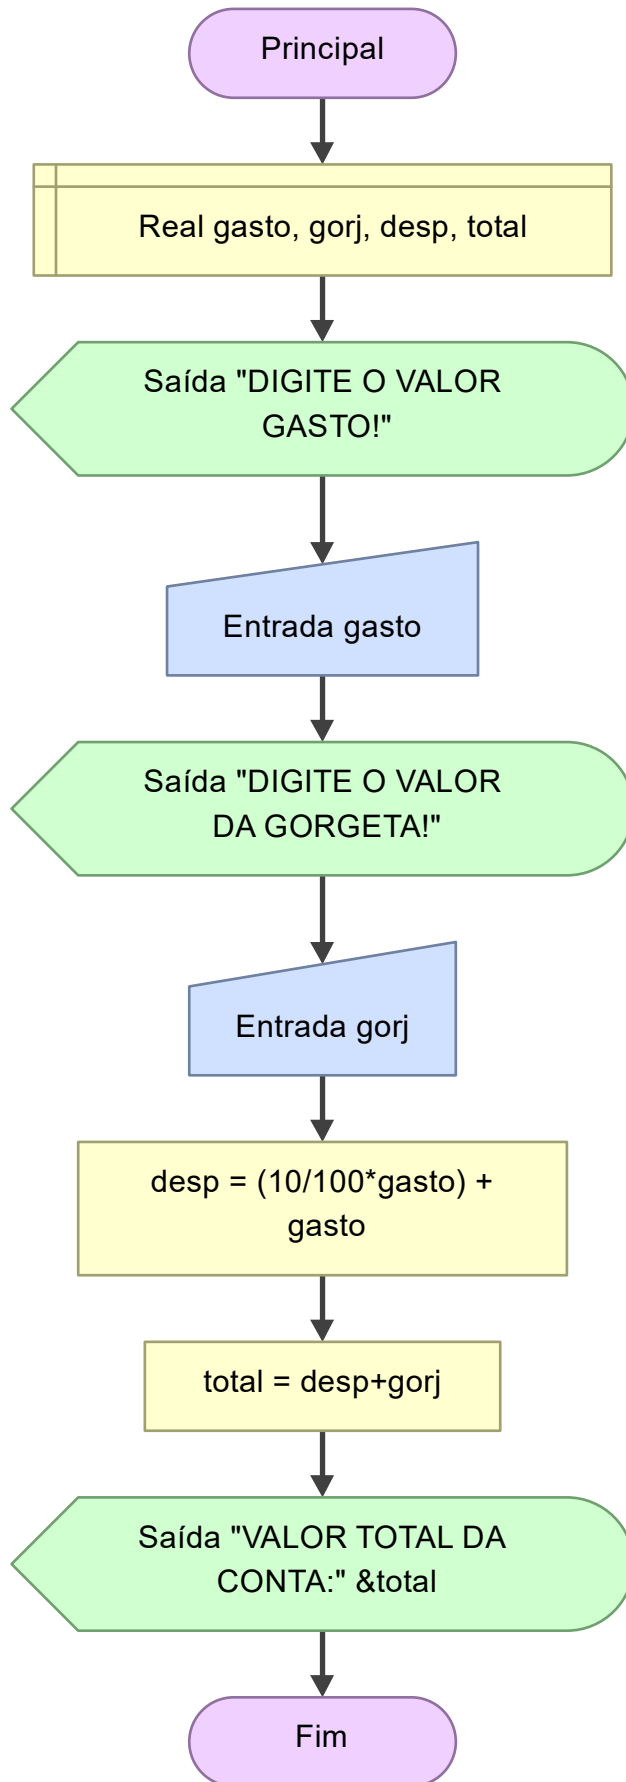 Principal
Real gasto, gorj, desp, total
Saída "DIGITE O VALOR
GASTO!"
Entrada gasto
Saída "DIGITE O VALOR
DA GORGETA!"
Entrada gorj
desp = (10/100*gasto) +
gasto
total = desp+gorj
Saída "VALOR TOTAL DA
CONTA:" &total
Fim